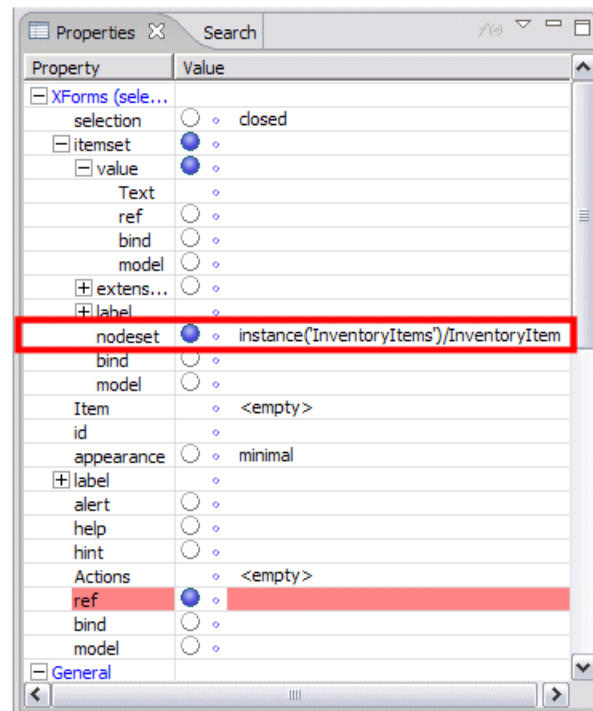 Properties Search
Property Value
XForms (sele...
selection closed
itemset
value
Text
ref
bind
model
extens...
label
nodeset instance('InventoryItems')/InventoryItem
bind
model
Item <empty>
id
appearance minimal
label
alert
help
hint
Actions <empty>
ref
bind
model
General